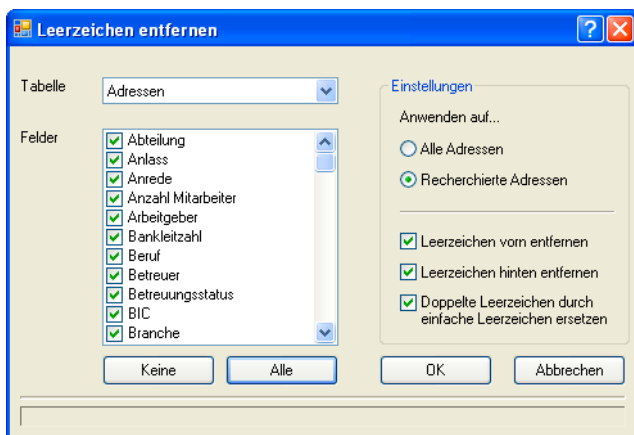 Leerzeichen entfernen
Tabelle
Adressen
Felder
Abteilung
Anlass
Anrede
Anzahl Mitarbeiter
Arbeitgeber
Bankleitzahl
Beruf
Betreuer
Betreuungsstatus
BIC
Branche
Keine
Alle
Einstellungen
Anwenden auf...
Alle Adressen
Recherchierte Adressen
Leerzeichen vorn entfernen
Leerzeichen hinten entfernen
Doppelte Leerzeichen durch
einfache Leerzeichen ersetzen
OK
Abbrechen